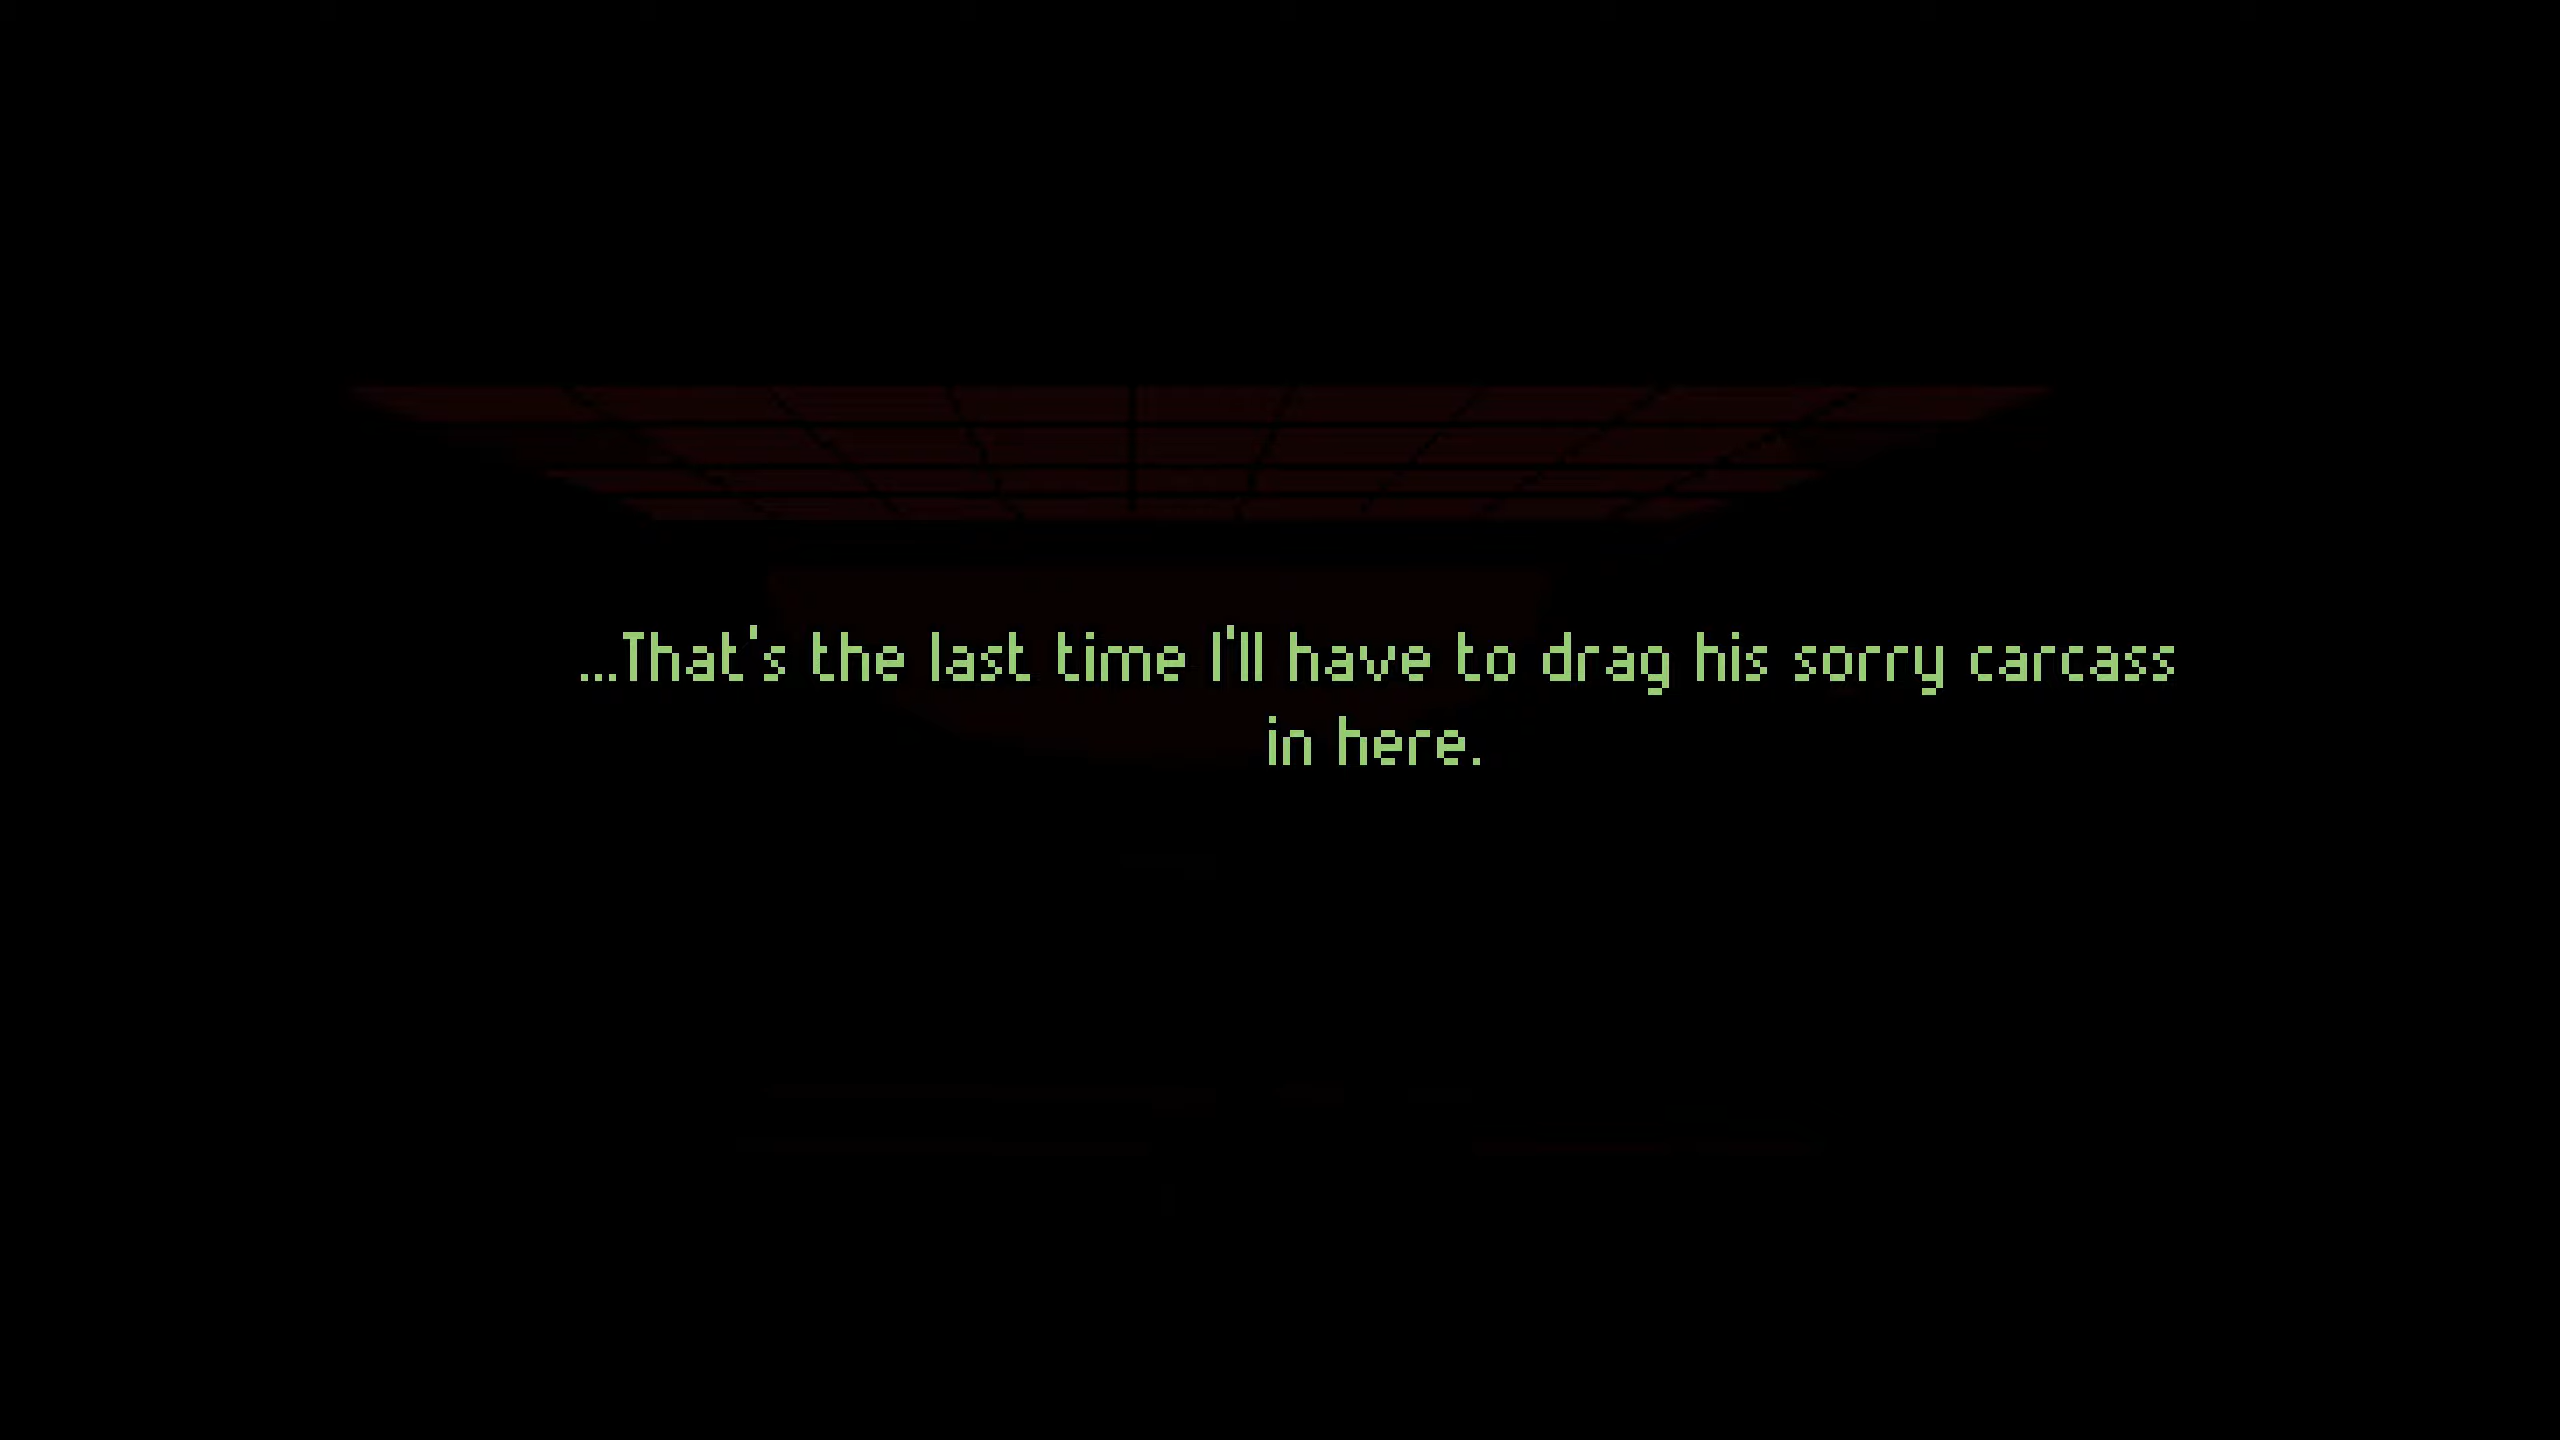 ...That's the last time I'll have to drag his sorry carcass
in here.